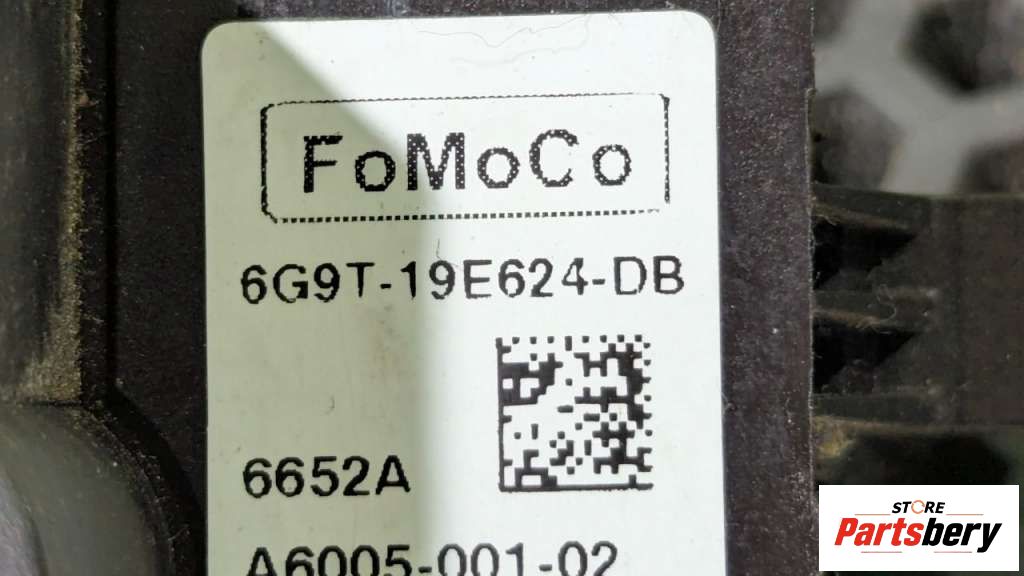 FoMoCo
6G9T-19E624-DB
6652A
A6005-001-02
STORE
Partsbery